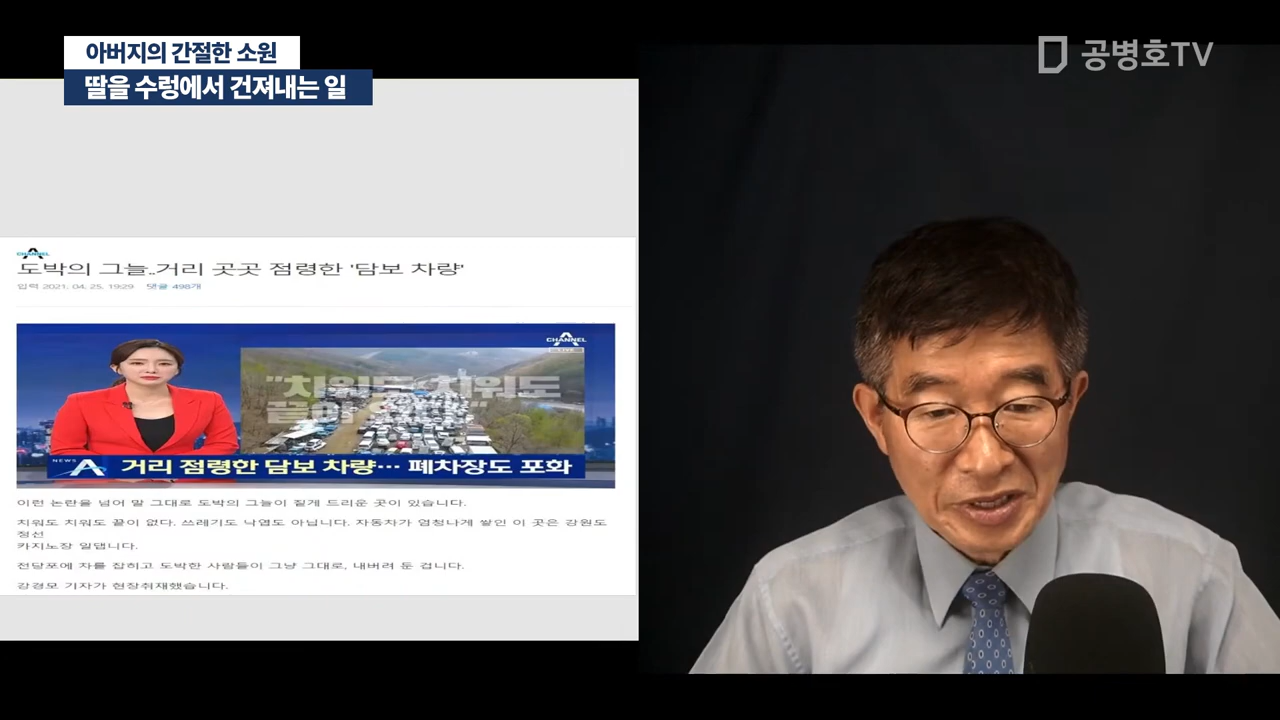 아버지의 간절한 소원
딸을 수렁에서 건져내는 일
공병호TV
CHANNEL A
도박의 그늘..거리 곳곳 점령한 '담보 차량'
입력 2021. 04. 25. 19:29 댓글 498개
CHANNEL A
"치워도 치워도
끝이
NEWS A 거리 점령한 담보 차량… 폐차장도 포화
이런 논란을 넘어 말 그대로 도박의 그늘이 짙게 드리운 곳이 있습니다.
치워도 치워도 끝이 없다. 쓰레기도 낙엽도 아닙니다. 자동차가 엄청나게 쌓인 이 곳은 강원도
정선
카지노장 일댑니다.
전당포에 차를 잡히고 도박한 사람들이 그냥 그대로, 내버려 둔 겁니다.
강경모 기자가 현장취재했습니다.